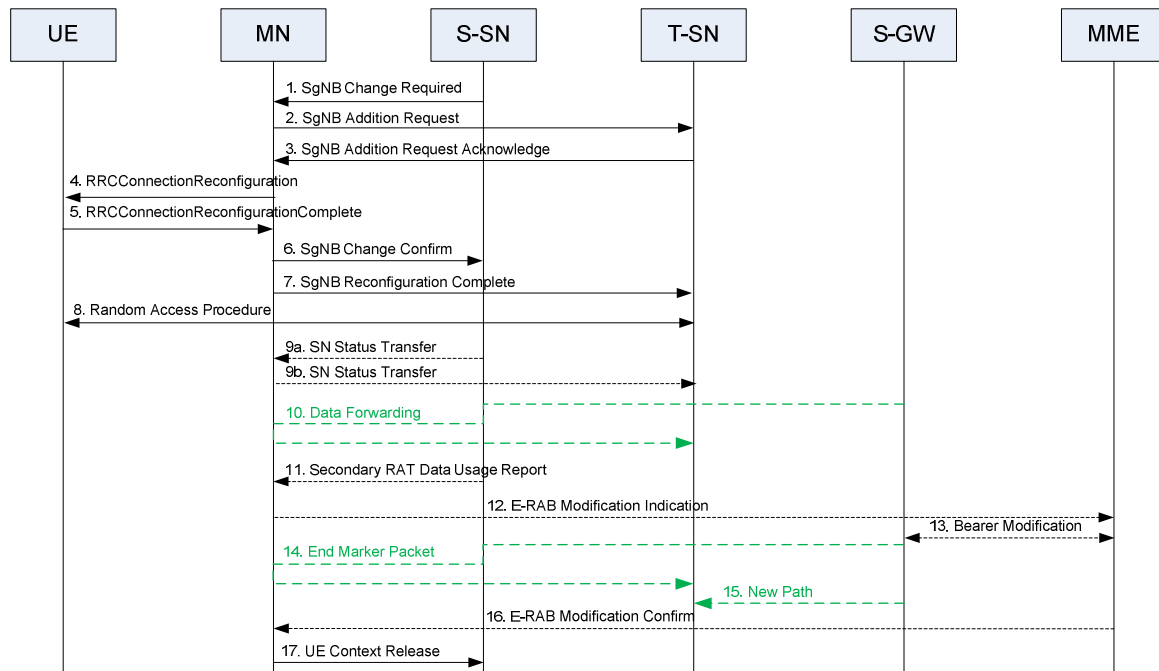 UE
MN
S-SN
T-SN
S-GW
MME
1. SgNB Change Required
2. SgNB Addition Request
3. SgNB Addition Request Acknowledge
4. RRCConnectionReconfiguration
5. RRCConnectionReconfigurationComplete
6. SgNB Change Confirm
7. SgNB Reconfiguration Complete
8. Random Access Procedure
9a. SN Status Transfer
9b. SN Status Transfer
10. Data Forwarding
11. Secondary RAT Data Usage Report
12. E-RAB Modification Indication
13. Bearer Modification
14. End Marker Packet
15. New Path
16. E-RAB Modification Confirm
17. UE Context Release